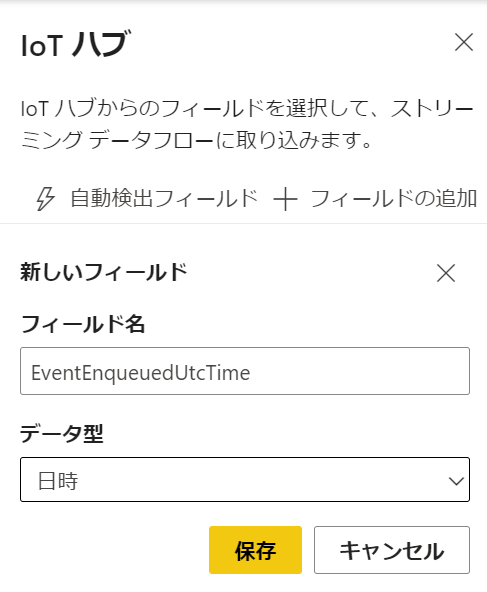 IoT ハブ
IoT ハブからのフィールドを選択して、ストリー
ミング データフローに取り込みます。
自動検出フィールド フィールドの追加
新しいフィールド
フィールド名
EventEnqueuedUtcTime
データ型
日時
保存 キャンセル